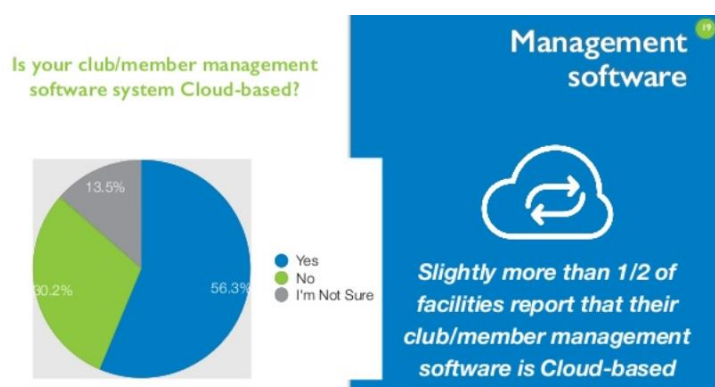 Is your club/member management
software system Cloud-based?
13.5%
30.2%
56.3%
Yes
No
I'm Not Sure
19
Management
software
Slightly more than 1/2 of
facilities report that their
club/member management
software is Cloud-based